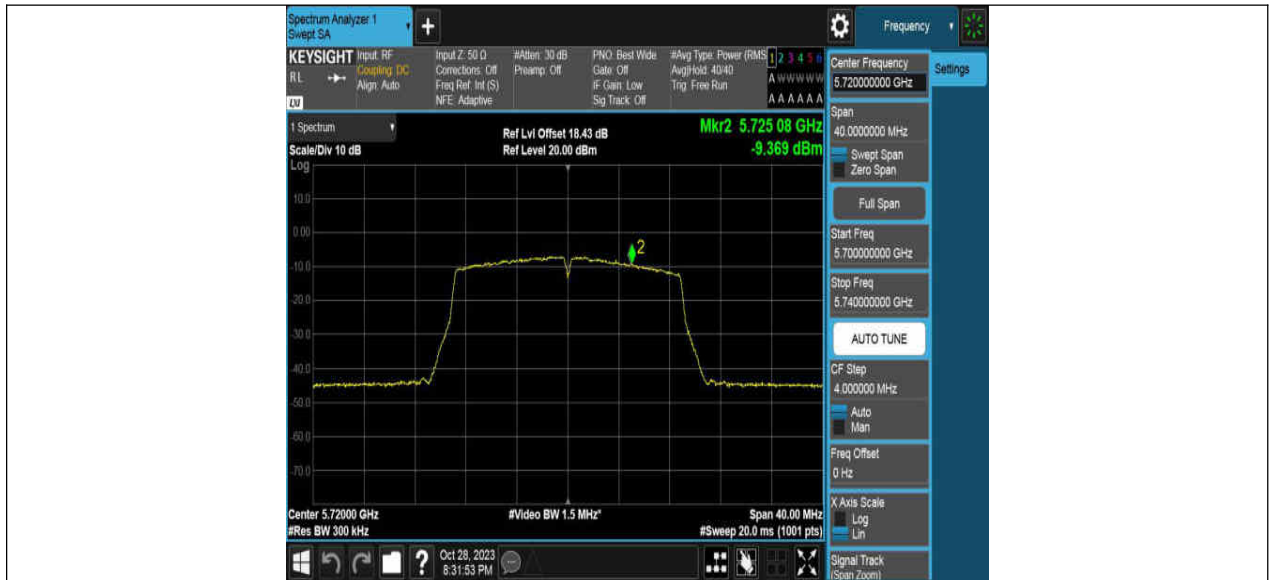 Spectrum Analyzer 1
Swept SA
+
Frequency
KEYSIGHT
RL
LXI
Input: RF
Coupling: DC
Align: Auto
Input Z: 50 Ω
Corrections: Off
Freq Ref: Int (S)
NFE: Adaptive
#Atten: 30 dB
Preamp: Off
PNO: Best Wide
Gate: Off
IF Gain: Low
Sig Track: Off
#Avg Type: Power (RMS
Avg|Hold: 40/40
Trig: Free Run
1 2 3 4 5 6
A W W W W W
A A A A A A
1 Spectrum
Scale/Div 10 dB
Log
Ref Lvl Offset 18.43 dB
Ref Level 20.00 dBm
Mkr2 5.725 08 GHz
-9.369 dBm
10.0
0.00
-10.0
-20.0
-30.0
-40.0
-50.0
-60.0
-70.0
2
Center 5.72000 GHz
#Res BW 300 kHz
#Video BW 1.5 MHz*
Span 40.00 MHz
#Sweep 20.0 ms (1001 pts)
?
Oct 28, 2023
8:31:53 PM
Center Frequency
5.720000000 GHz
Settings
Span
40.0000000 MHz
Swept Span
Zero Span
Full Span
Start Freq
5.700000000 GHz
Stop Freq
5.740000000 GHz
AUTO TUNE
CF Step
4.000000 MHz
Auto
Man
Freq Offset
0 Hz
X Axis Scale
Log
Lin
Signal Track
(Span Zoom)